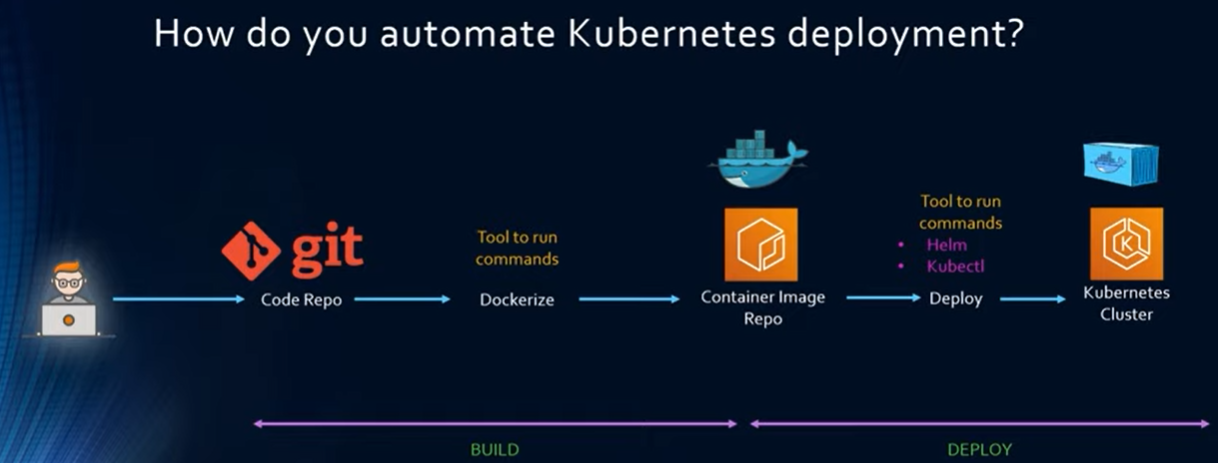 How do you automate Kubernetes deployment?
git
Code Repo
Tool to run
commands
Dockerize
Container Image
Repo
Tool to run
commands
• Helm
• Kubectl
Deploy
K
Kubernetes
Cluster
BUILD
DEPLOY